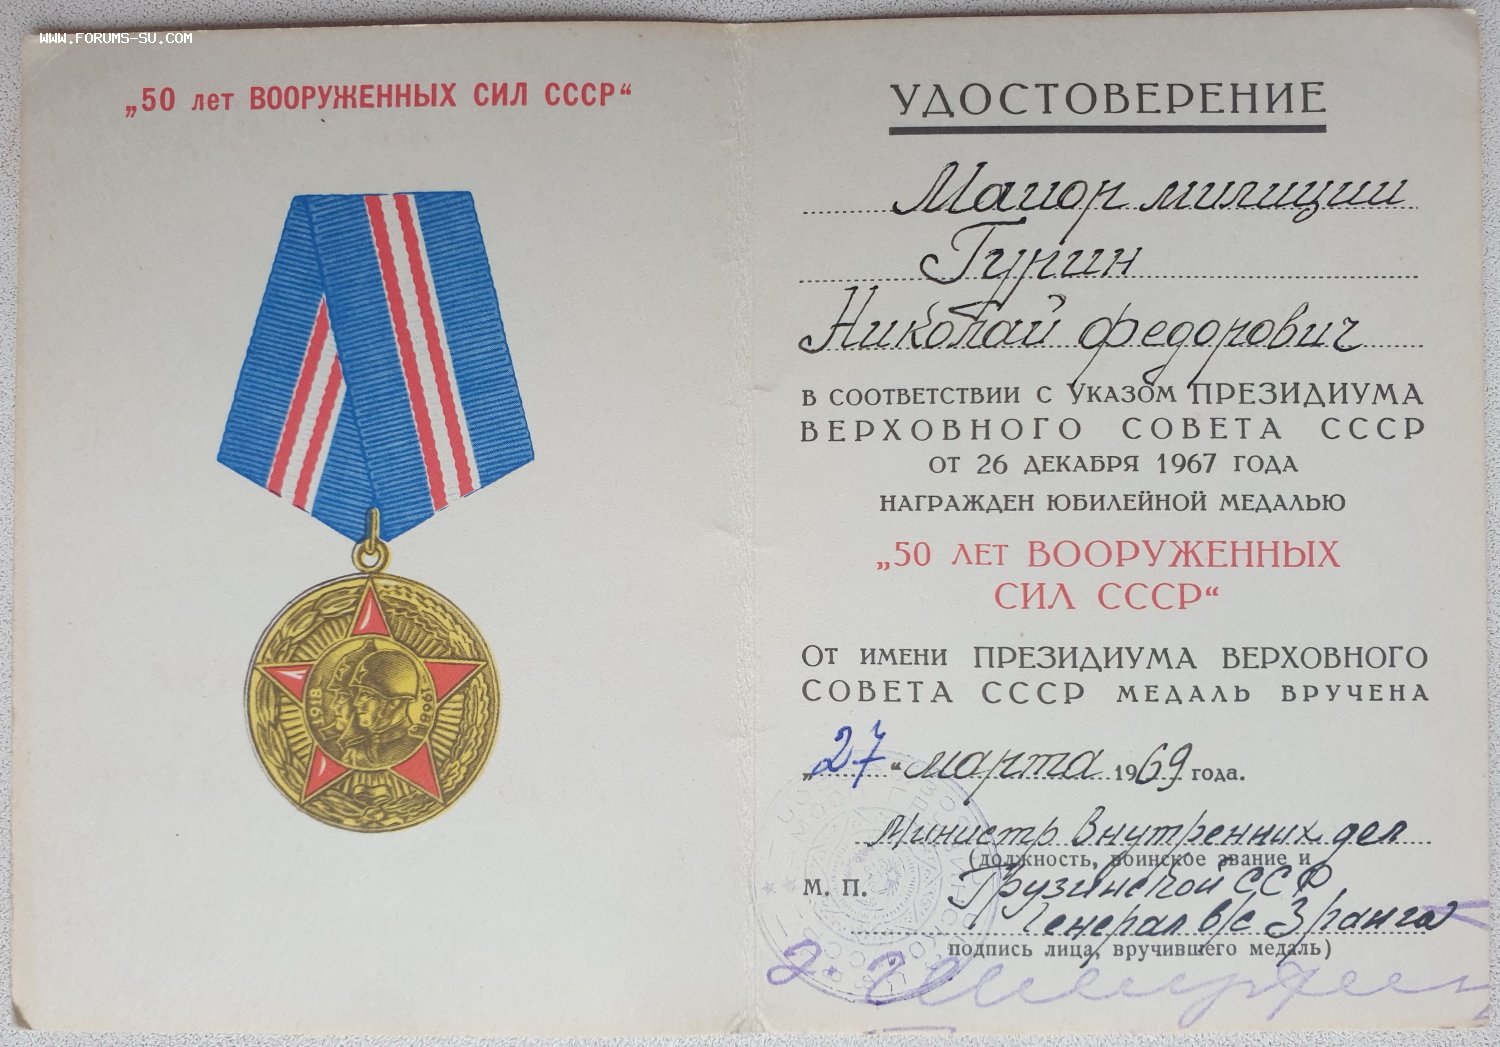 WWW.FORUMS-SU.COM
„50 лет ВООРУЖЕННЫХ СИЛ СССР“
1918
1968
УДОСТОВЕРЕНИЕ
Майор милиции
Гурин
Николай Федорович
В СООТВЕТСТВИИ С УКАЗОМ ПРЕЗИДИУМА
ВЕРХОВНОГО СОВЕТА СССР
ОТ 26 ДЕКАБРЯ 1967 ГОДА
НАГРАЖДЕН ЮБИЛЕЙНОЙ МЕДАЛЬЮ
„50 ЛЕТ ВООРУЖЕННЫХ
СИЛ СССР“
ОТ ИМЕНИ ПРЕЗИДИУМА ВЕРХОВНОГО
СОВЕТА СССР МЕДАЛЬ ВРУЧЕНА
„27“ марта 1969 года.
Министр Внутренних дел
(должность, воинское звание и
М. П. Грузинской ССР
Генерал в/с 3 ранга
подпись лица, вручившего медаль)